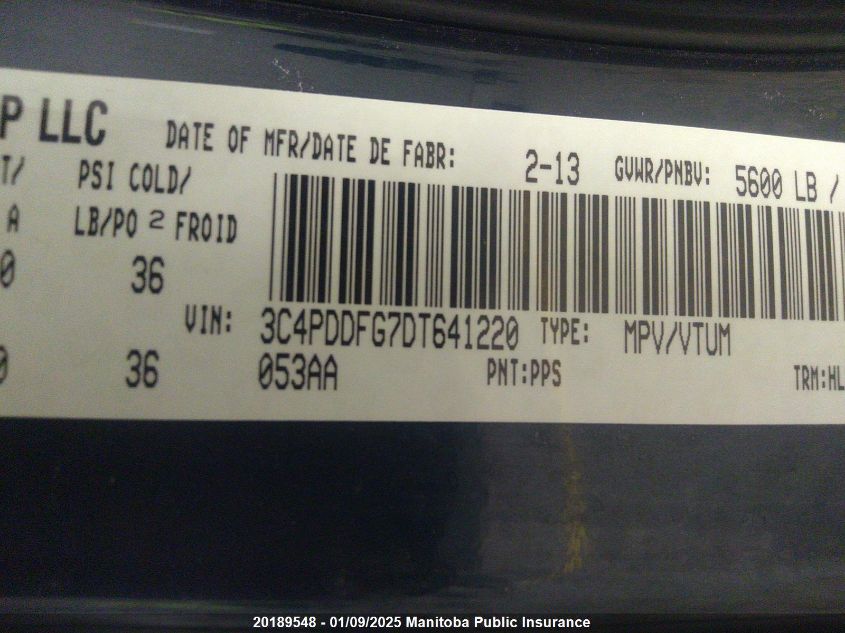 P LLC
DATE OF MFR/DATE DE FABR: 2-13 GVWR/PNBV: 5600 LB /
T/ PSI COLD/
A LB/PO 2 FROID
0 36
VIN: 3C4PDDFG7DT641220 TYPE: MPV/VTUM
0 36 053AA PNT:PPS TRM:HL
20189548 - 01/09/2025 Manitoba Public Insurance